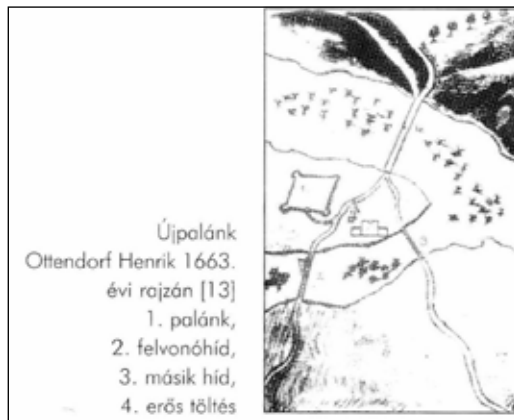 Újpalánk
Ottendorf Henrik 1663.
évi rajzán [13]
1. palánk,
2. felvonóhíd,
3. másik híd,
4. erős töltés